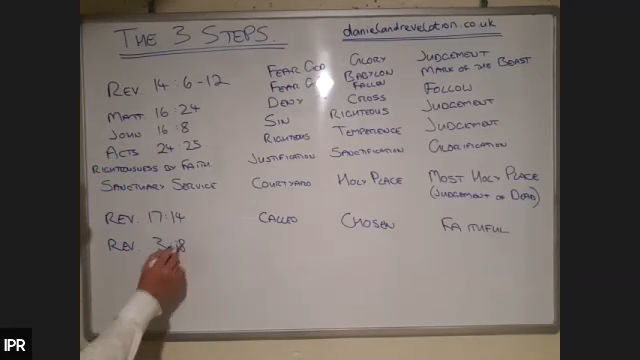 THE 3 STEPS.
danielandrevelation.co.uk
REV. 14:6-12 FEAR GOD GLORY JUDGEMENT
FEAR BABYLON FALLEN MARK OF THE BEAST
MATT 16:24 DENY CROSS FOLLOW
JOHN 16:8 SIN RIGHTEOUS JUDGEMENT
ACTS 24 25 RIGHTEOUS TEMPERENCE JUDGEMENT
RIGHTEOUSNESS BY FAITH JUSTIFICATION SANCTIFICATION GLORIFICATION
SANCTUARY SERVICE COURTYARD HOLY PLACE MOST HOLY PLACE
(JUDGEMENT OF DEAD)
REV. 17:14 CALLED CHOSEN FAITHFUL
REV. 3 18
IPR